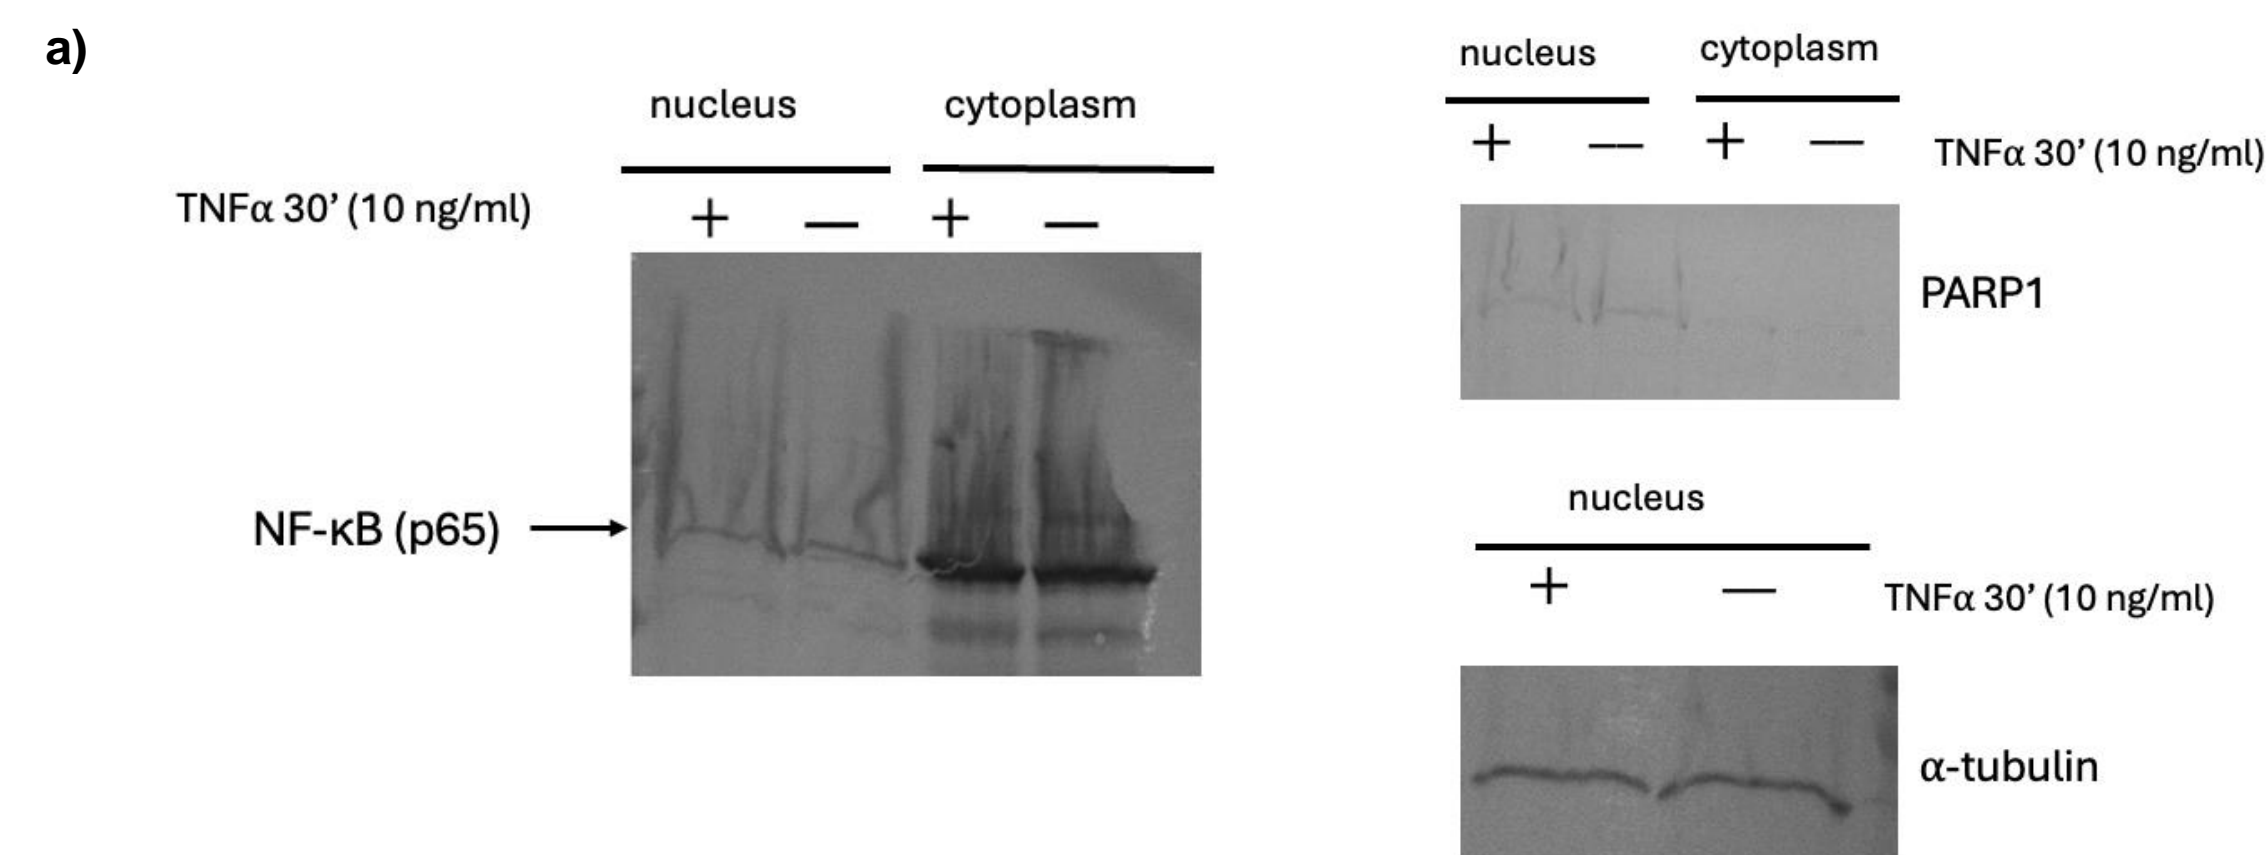 a)
nucleus cytoplasm
TNFα 30’ (10 ng/ml) + — + —
NF-κB (p65)
nucleus cytoplasm
+ — + — TNFα 30’ (10 ng/ml)
PARP1
nucleus
+ — TNFα 30’ (10 ng/ml)
α-tubulin